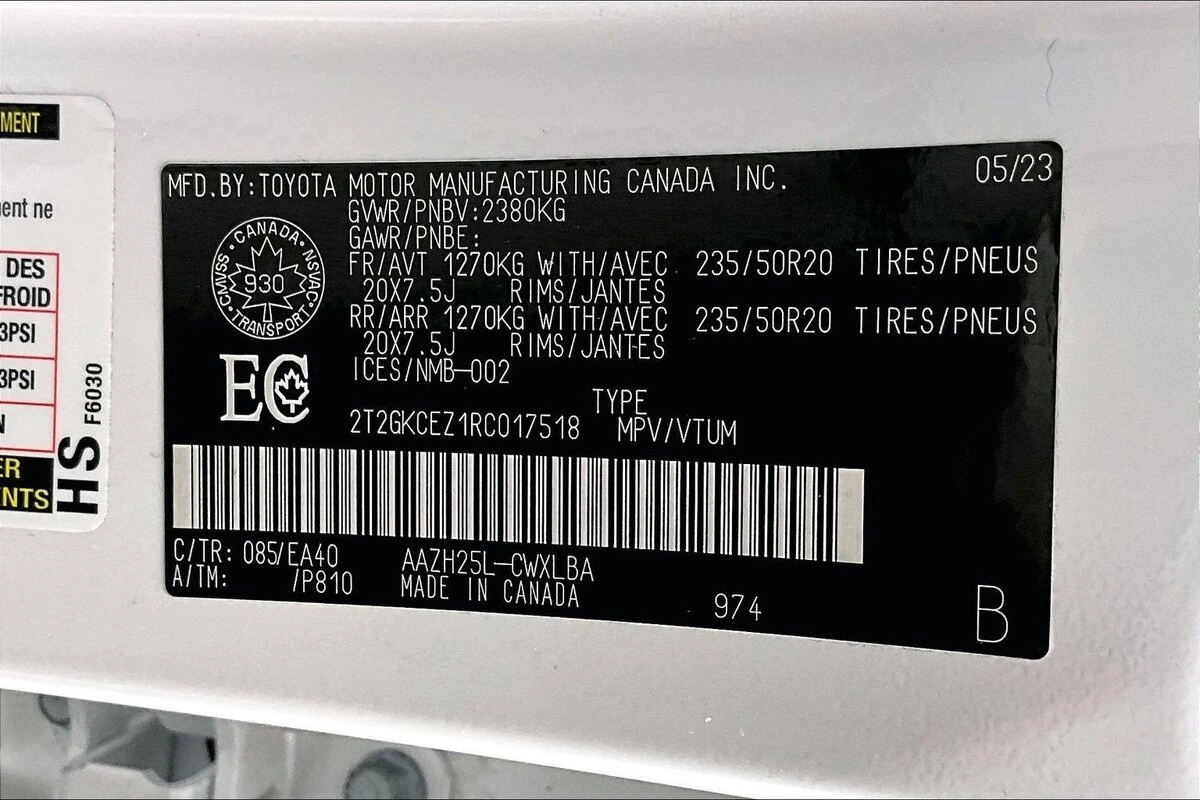 MENT
ent ne
DES
FROID
3PSI
3PSI
N
ER
NTS
HS
F6030
MFD.BY:TOYOTA MOTOR MANUFACTURING CANADA INC. 05/23
GVWR/PNBV:2380KG
GAWR/PNBE:
FR/AVT 1270KG WITH/AVEC 235/50R20 TIRES/PNEUS
20X7.5J RIMS/JANTES
RR/ARR 1270KG WITH/AVEC 235/50R20 TIRES/PNEUS
20X7.5J RIMS/JANTES
ICES/NMB-002
CANADA
CMVSS 930 NSVAC
TRANSPORT
EC
TYPE
2T2GKCEZ1RC017518 MPV/VTUM
C/TR: 085/EA40 AAZH25L-CWXLBA
A/TM: /P810 MADE IN CANADA 974
B